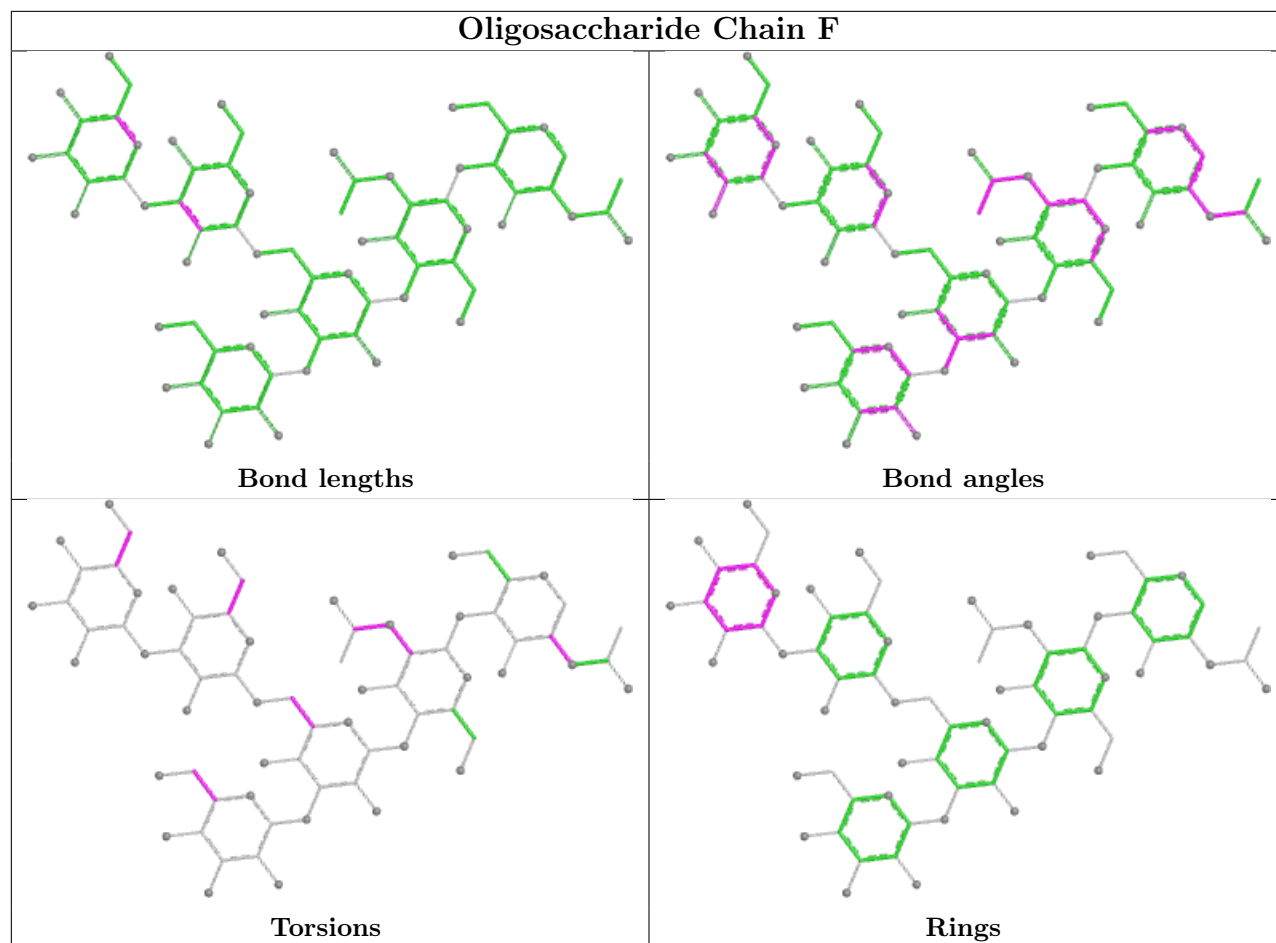 Oligosaccharide Chain F
Bond lengths
Bond angles
Torsions
Rings